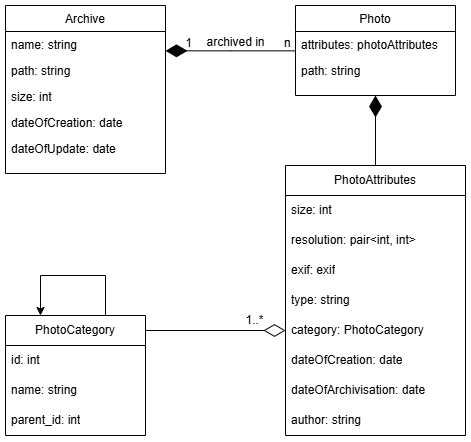 Archive
name: string
path: string
size: int
dateOfCreation: date
dateOfUpdate: date
1 archived in n
Photo
attributes: photoAttributes
path: string
PhotoAttributes
size: int
resolution: pair<int, int>
exif: exif
type: string
category: PhotoCategory
dateOfCreation: date
dateOfArchivisation: date
author: string
1..*
PhotoCategory
id: int
name: string
parent_id: int